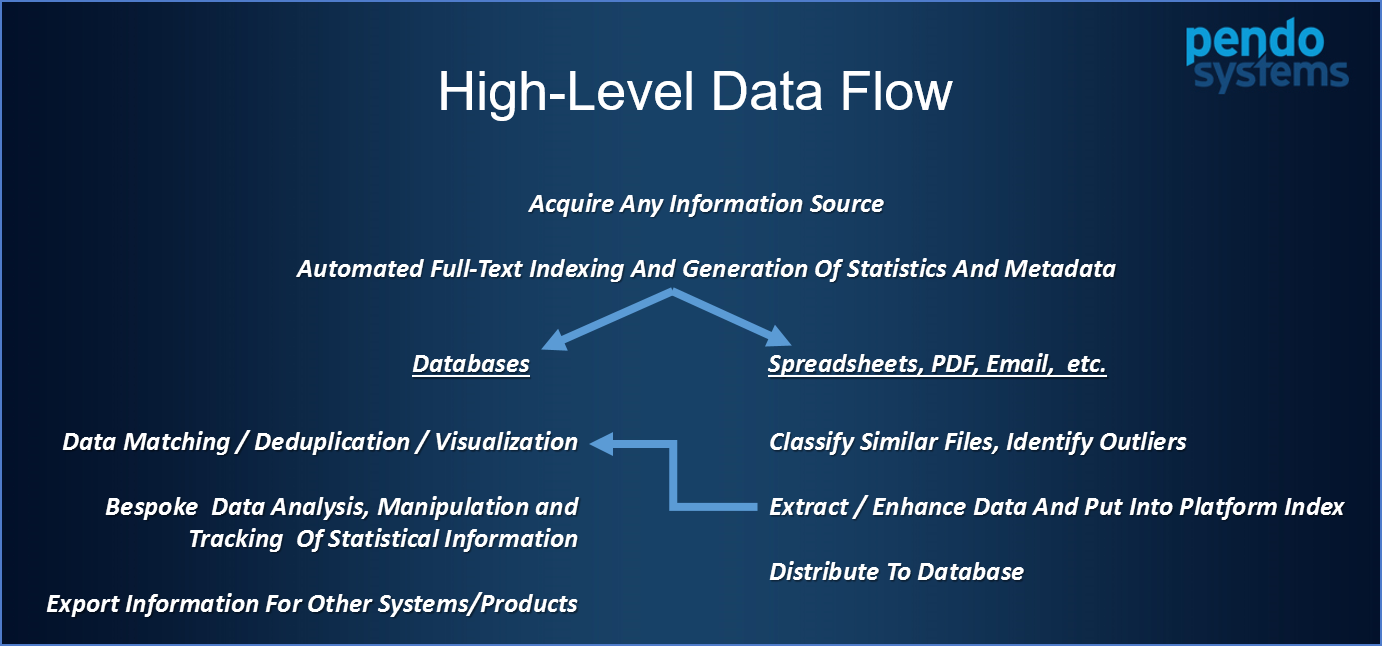 pendo
systems
High-Level Data Flow
Acquire Any Information Source
Automated Full-Text Indexing And Generation Of Statistics And Metadata
Databases
Data Matching / Deduplication / Visualization
Bespoke  Data Analysis, Manipulation and
Tracking  Of Statistical Information
Export Information For Other Systems/Products
Spreadsheets, PDF, Email,  etc.
Classify Similar Files, Identify Outliers
Extract / Enhance Data And Put Into Platform Index
Distribute To Database